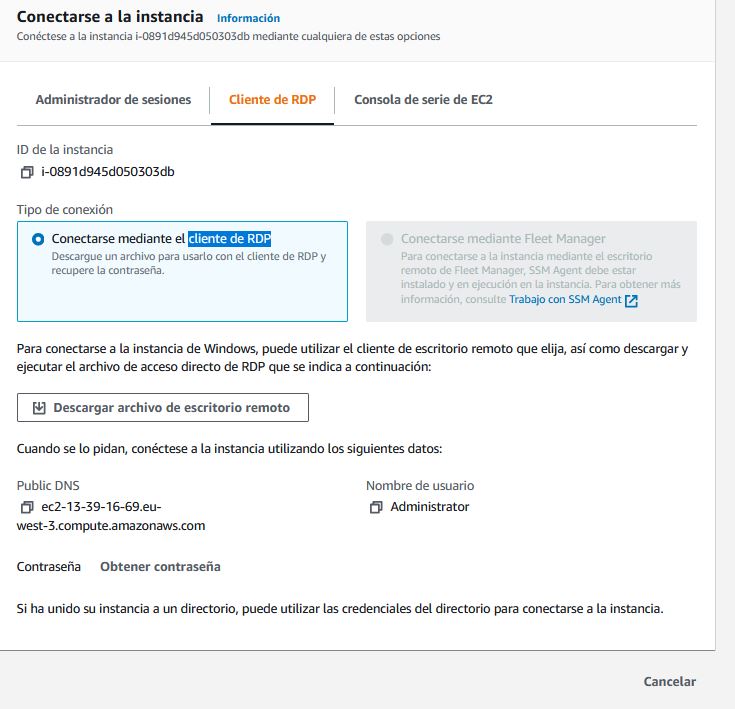 Conectarse a la instancia Información
Conéctese a la instancia i-0891d945d050303db mediante cualquiera de estas opciones
Administrador de sesiones
Cliente de RDP
Consola de serie de EC2
ID de la instancia
i-0891d945d050303db
Tipo de conexión
Conectarse mediante el cliente de RDP
Descargue un archivo para usarlo con el cliente de RDP y
recupere la contraseña.
Conectarse mediante Fleet Manager
Para conectarse a la instancia mediante el escritorio
remoto de Fleet Manager, SSM Agent debe estar
instalado y en ejecución en la instancia. Para obtener más
información, consulte Trabajo con SSM Agent
Para conectarse a la instancia de Windows, puede utilizar el cliente de escritorio remoto que elija, así como descargar y
ejecutar el archivo de acceso directo de RDP que se indica a continuación:
Descargar archivo de escritorio remoto
Cuando se lo pidan, conéctese a la instancia utilizando los siguientes datos:
Public DNS
ec2-13-39-16-69.eu-
west-3.compute.amazonaws.com
Nombre de usuario
Administrator
Contraseña Obtener contraseña
Si ha unido su instancia a un directorio, puede utilizar las credenciales del directorio para conectarse a la instancia.
Cancelar